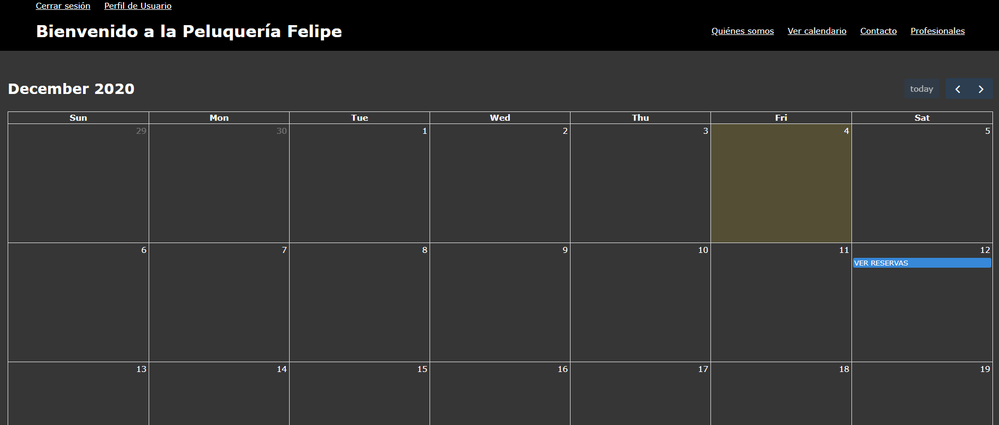 Cerrar sesión Perfil de Usuario
Bienvenido a la Peluquería Felipe
Quiénes somos Ver calendario Contacto Profesionales
December 2020
today
Sun Mon Tue Wed Thu Fri Sat
29 30 1 2 3 4 5
6 7 8 9 10 11 12
VER RESERVAS
13 14 15 16 17 18 19